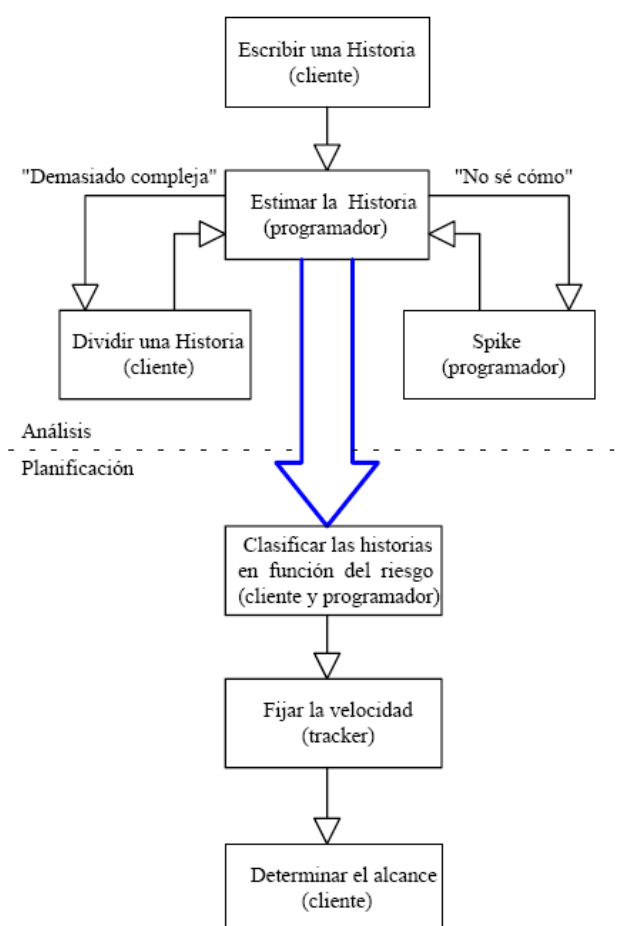 Escribir una Historia
(cliente)
"Demasiado compleja"
"No sé cómo"
Estimar la Historia
(programador)
Dividir una Historia
(cliente)
Spike
(programador)
Análisis
Planificación
Clasificar las historias
en función del riesgo
(cliente y programador)
Fijar la velocidad
(tracker)
Determinar el alcance
(cliente)